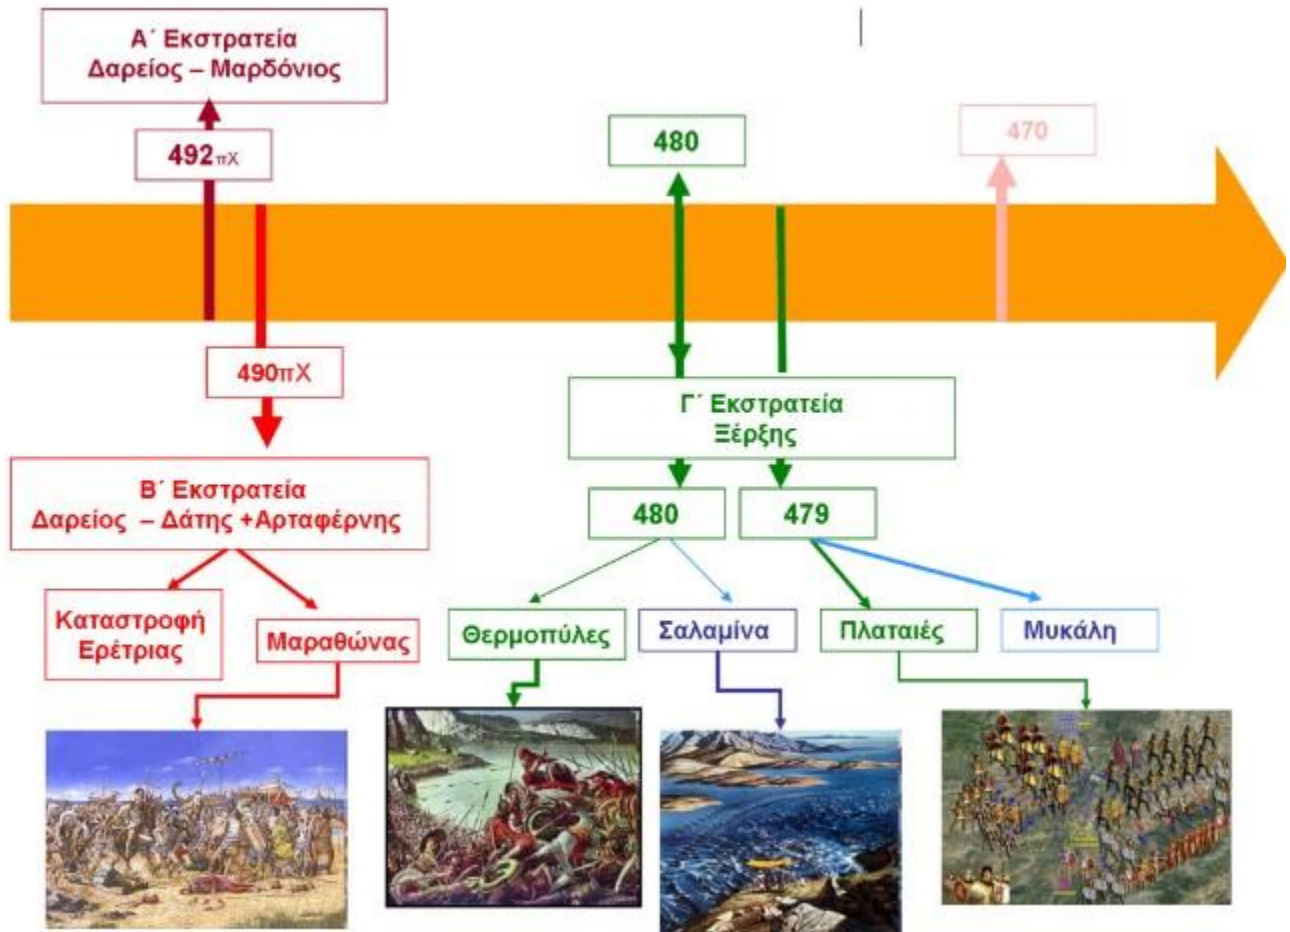 Α΄ Εκστρατεία
Δαρείος – Μαρδόνιος
492πΧ
480
470
490πΧ
Γ΄ Εκστρατεία
Ξέρξης
Β΄ Εκστρατεία
Δαρείος – Δάτης +Αρταφέρνης
480
479
Καταστροφή
Ερέτριας
Μαραθώνας
Θερμοπύλες
Σαλαμίνα
Πλαταιές
Μυκάλη